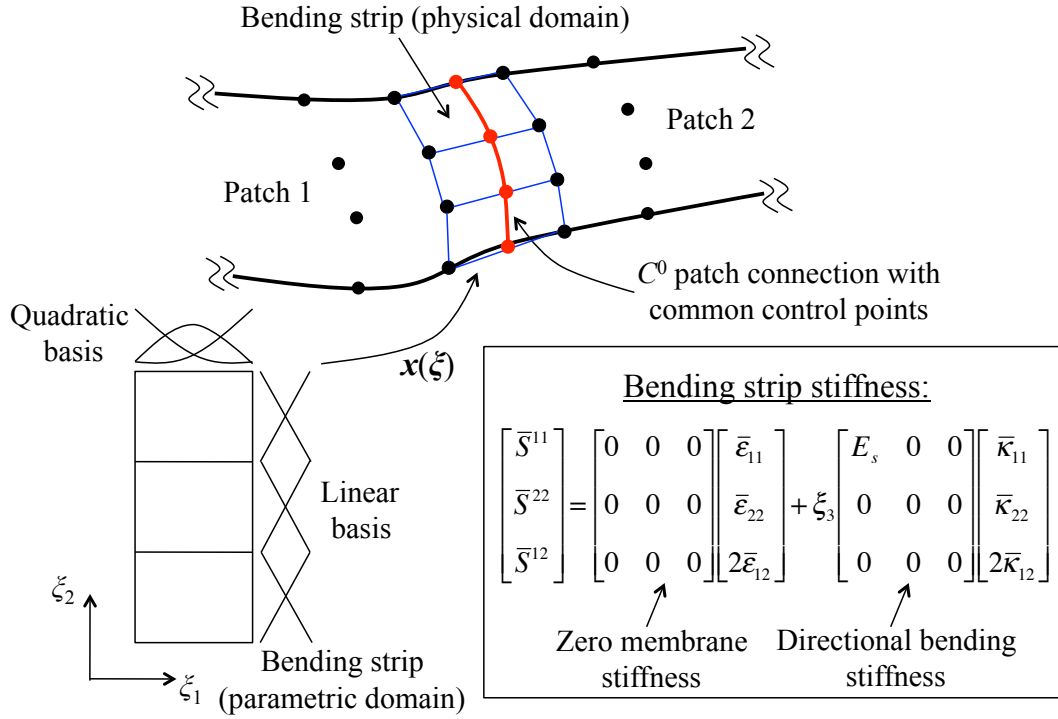 Bending strip (physical domain)
Patch 1
Patch 2
C⁰ patch connection with
common control points
Quadratic
basis
x(ξ)
Linear
basis
ξ₂
ξ₁
Bending strip
(parametric domain)
Bending strip stiffness:
[S̅¹¹ S̅²² S̅¹²] = [0 0 0; 0 0 0; 0 0 0] [ε̅₁₁ ε̅₂₂ 2ε̅₁₂] + ξ₃ [Eₛ 0 0; 0 0 0; 0 0 0] [κ̅₁₁ κ̅₂₂ 2κ̅₁₂]
Zero membrane
stiffness
Directional bending
stiffness